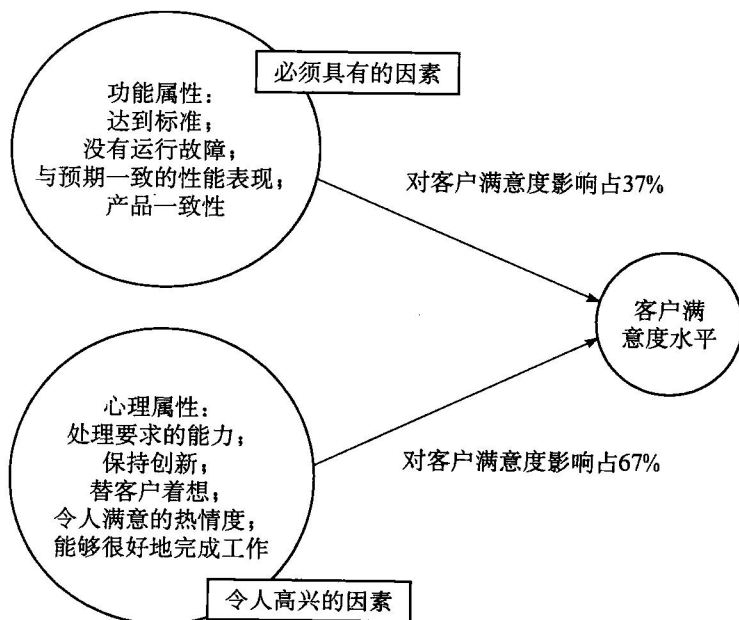 必须具有的因素
功能属性：
达到标准；
没有运行故障；
与预期一致的性能表现；
产品一致性
对客户满意度影响占37%
客户满
意度水平
心理属性：
处理要求的能力；
保持创新；
替客户着想；
令人满意的热情度；
能够很好地完成工作
对客户满意度影响占67%
令人高兴的因素